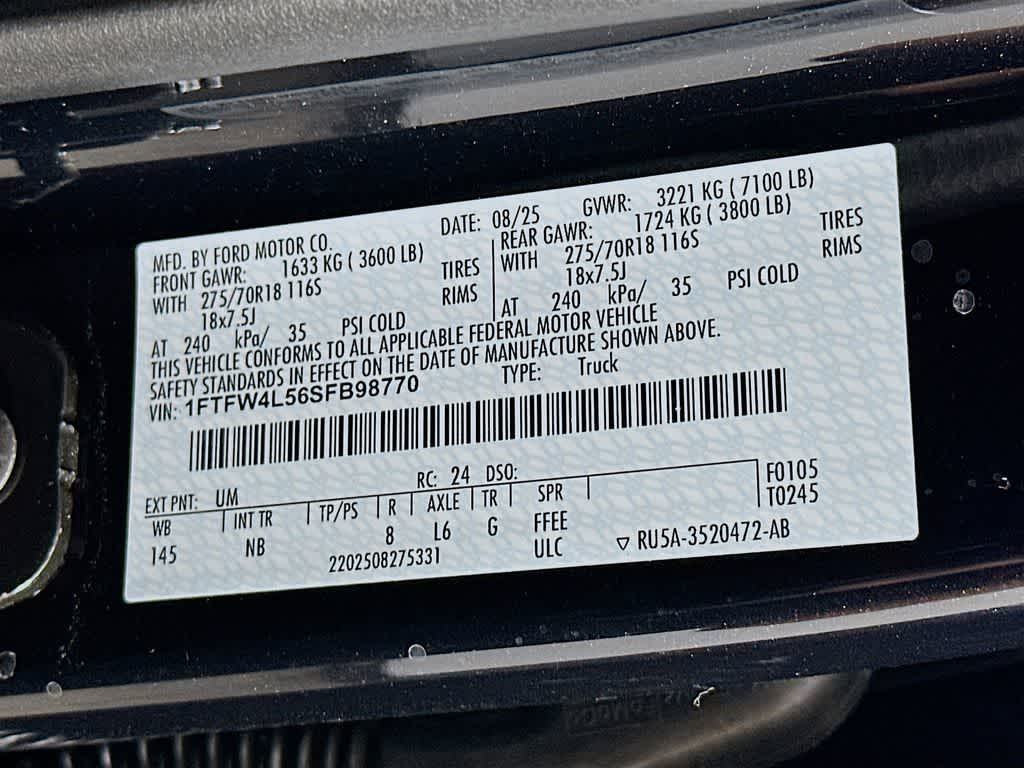 MFD. BY FORD MOTOR CO. DATE: 08/25 GVWR: 3221 KG ( 7100 LB)
FRONT GAWR: 1633 KG ( 3600 LB) REAR GAWR: 1724 KG ( 3800 LB)
WITH 275/70R18 116S TIRES WITH 275/70R18 116S TIRES
18x7.5J RIMS 18x7.5J RIMS
AT 240 kPa/ 35 PSI COLD AT 240 kPa/ 35 PSI COLD
THIS VEHICLE CONFORMS TO ALL APPLICABLE FEDERAL MOTOR VEHICLE
SAFETY STANDARDS IN EFFECT ON THE DATE OF MANUFACTURE SHOWN ABOVE.
VIN: 1FTFW4L56SFB98770 TYPE: Truck
EXT PNT: UM RC: 24 DSO: F0105
WB INT TR TP/PS R AXLE TR SPR T0245
145 NB 8 L6 G FFEE
2202508275331 ULC ▽ RU5A-3520472-AB